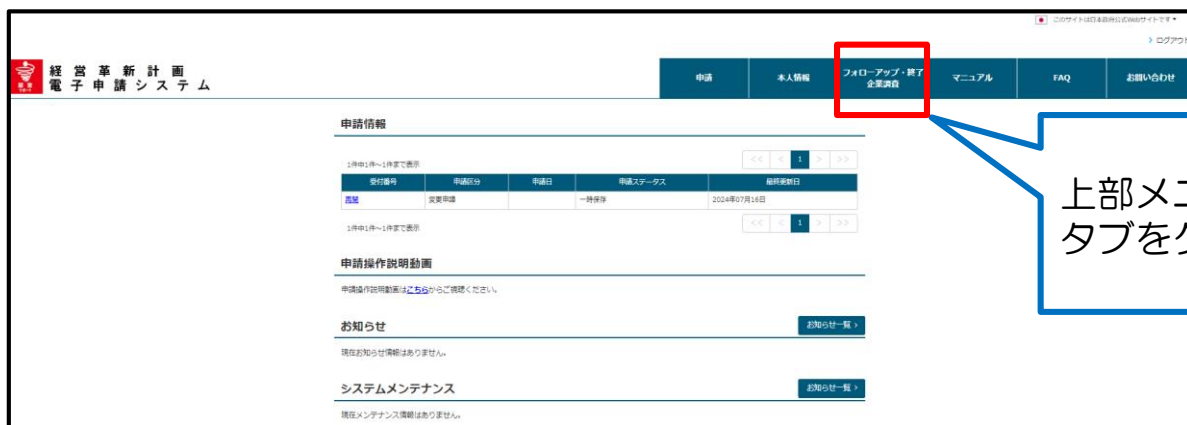 このサイトは日本政府公式Webサイトです
> ログアウト
経営革新計画
電子申請システム
申請
本人情報
フォローアップ・終了
企業調査
マニュアル
FAQ
お問い合わせ
申請情報
1件中1件~1件まで表示
<< < 1 > >>
受付番号 申請区分 申請日 申請ステータス 最終更新日
変更申請 一時保存 2024年07月16日
1件中1件~1件まで表示
<< < 1 > >>
申請操作説明動画
申請操作説明動画はこちらからご視聴ください。
お知らせ
お知らせ一覧 >
現在お知らせ情報はありません。
システムメンテナンス
お知らせ一覧 >
現在メンテナンス情報はありません。
上部メニ
タブをク